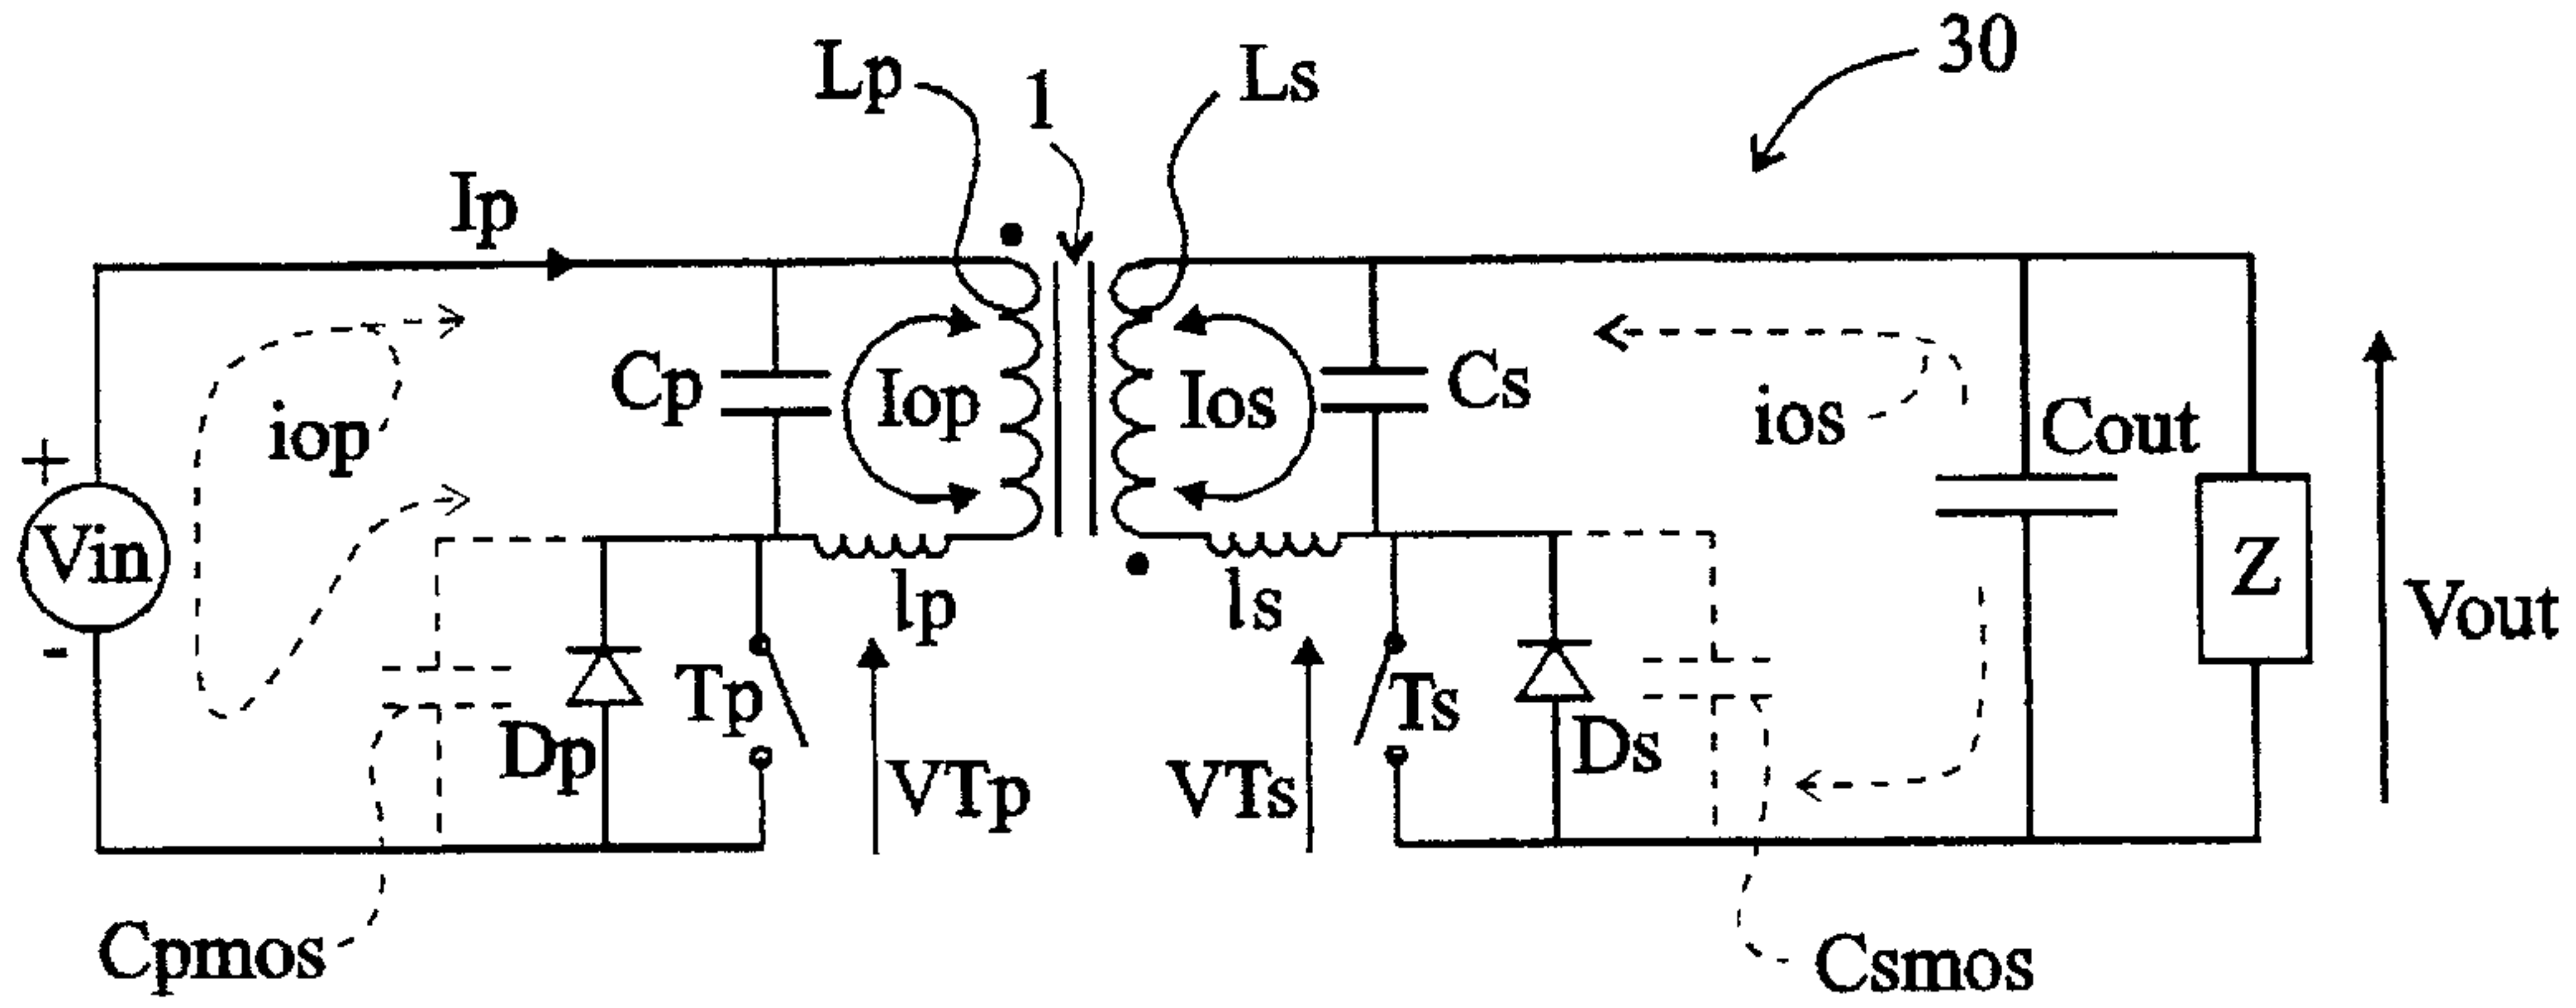 30
Lp
1
Ls
Ip
iop
Cp
Iop
Ios
Cs
ios
Cout
+
Vin
-
lp
ls
Z
Vout
Dp
Tp
VTp
VTs
Ts
Ds
Cpmos
Csmos